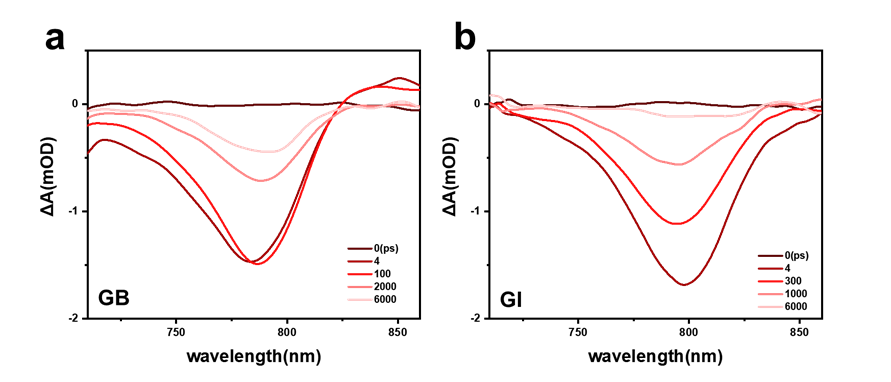 a
ΔA(mOD)
0
-1
-2
750
800
850
wavelength(nm)
GB
0(ps)
4
100
2000
6000
b
ΔA(mOD)
0
-1
-2
750
800
850
wavelength(nm)
GI
0(ps)
4
300
1000
6000